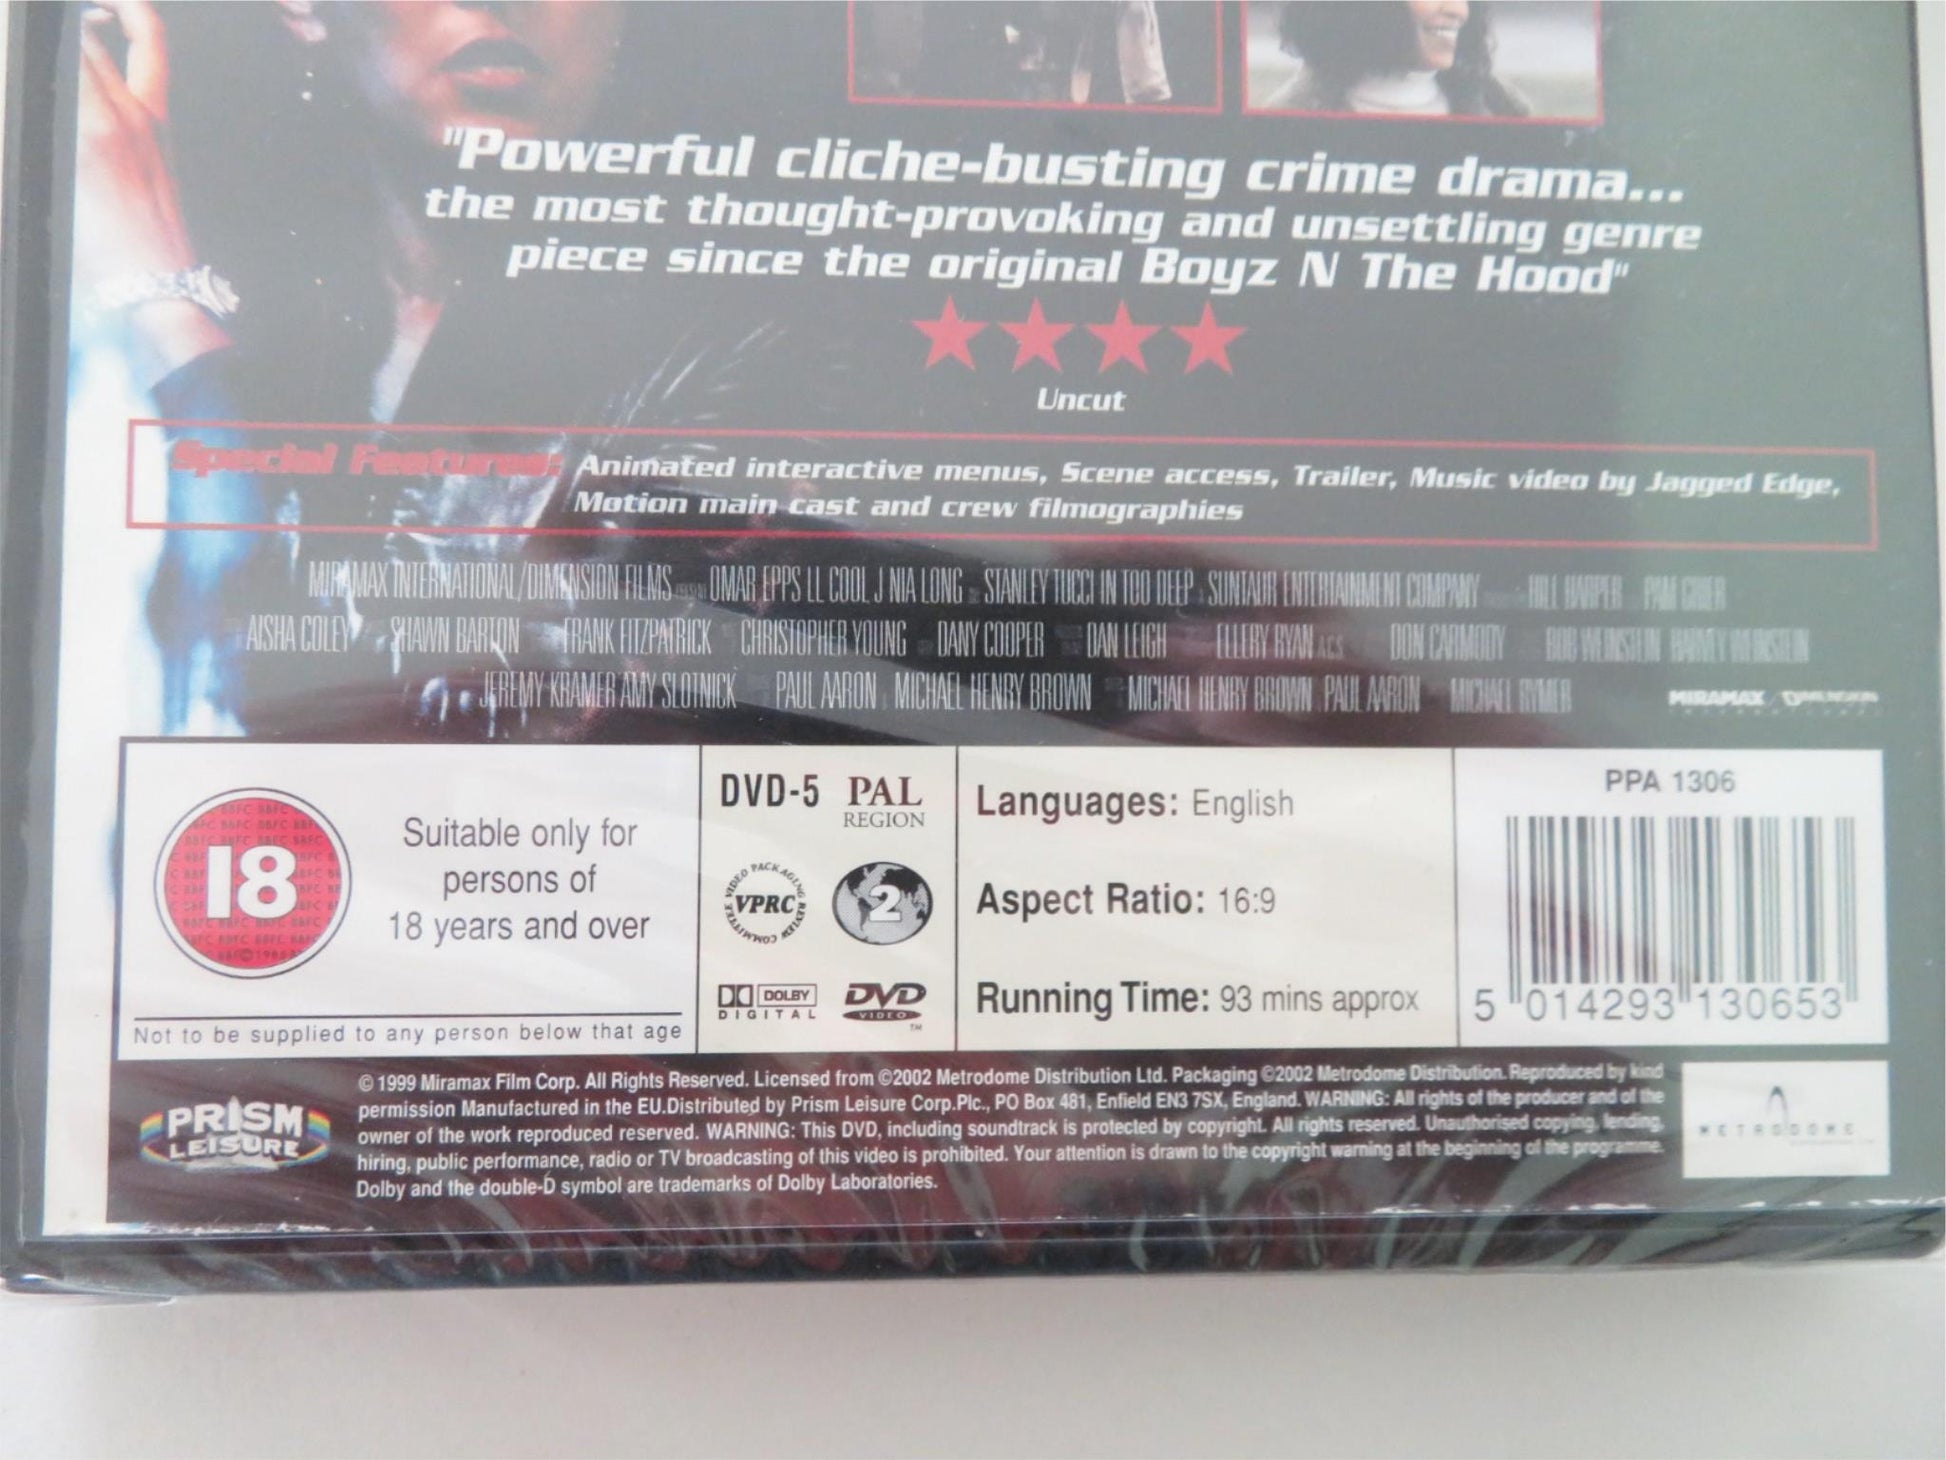 "Powerful cliche-busting crime drama...
the most thought-provoking and unsettling genre
piece since the original Boyz N The Hood"
Uncut
Special Features: Animated interactive menus, Scene access, Trailer, Music video by Jagged Edge,
Motion main cast and crew filmographies
MIRAMAX INTERNATIONAL/DIMENSION FILMS OMAR EPPS LL COOL J NIA LONG STANLEY TUCCI IN TOO DEEP SUNTAUR ENTERTAINMENT COMPANY HILL HARPER PAM GRIER
AISHA COLEY SHAWN BARTON FRANK FITZPATRICK CHRISTOPHER YOUNG DANY COOPER DAN LEIGH ELLERY RYAN A.C.S. DON CARMODY BOB WEINSTEIN HARVEY WEINSTEIN
JEREMY KRAMER AMY SLOTNICK PAUL AARON MICHAEL HENRY BROWN MICHAEL HENRY BROWN PAUL AARON MICHAEL RYMER MIRAMAX / DIMENSION
18
Suitable only for
persons of
18 years and over
Not to be supplied to any person below that age
DVD-5 PAL
REGION
VIDEO PACKAGING REVIEW COMMITTEE
VPRC
2
DOLBY
DIGITAL
DVD
VIDEO
TM
Languages: English
Aspect Ratio: 16:9
Running Time: 93 mins approx
PPA 1306
5 014293 130653
PRISM
LEISURE
© 1999 Miramax Film Corp. All Rights Reserved. Licensed from ©2002 Metrodome Distribution Ltd. Packaging ©2002 Metrodome Distribution. Reproduced by kind
permission Manufactured in the EU.Distributed by Prism Leisure Corp.Plc., PO Box 481, Enfield EN3 7SX, England. WARNING: All rights of the producer and of the
owner of the work reproduced reserved. WARNING: This DVD, including soundtrack is protected by copyright. All rights reserved. Unauthorised copying, lending,
hiring, public performance, radio or TV broadcasting of this video is prohibited. Your attention is drawn to the copyright warning at the beginning of the programme.
Dolby and the double-D symbol are trademarks of Dolby Laboratories.
METRODOME